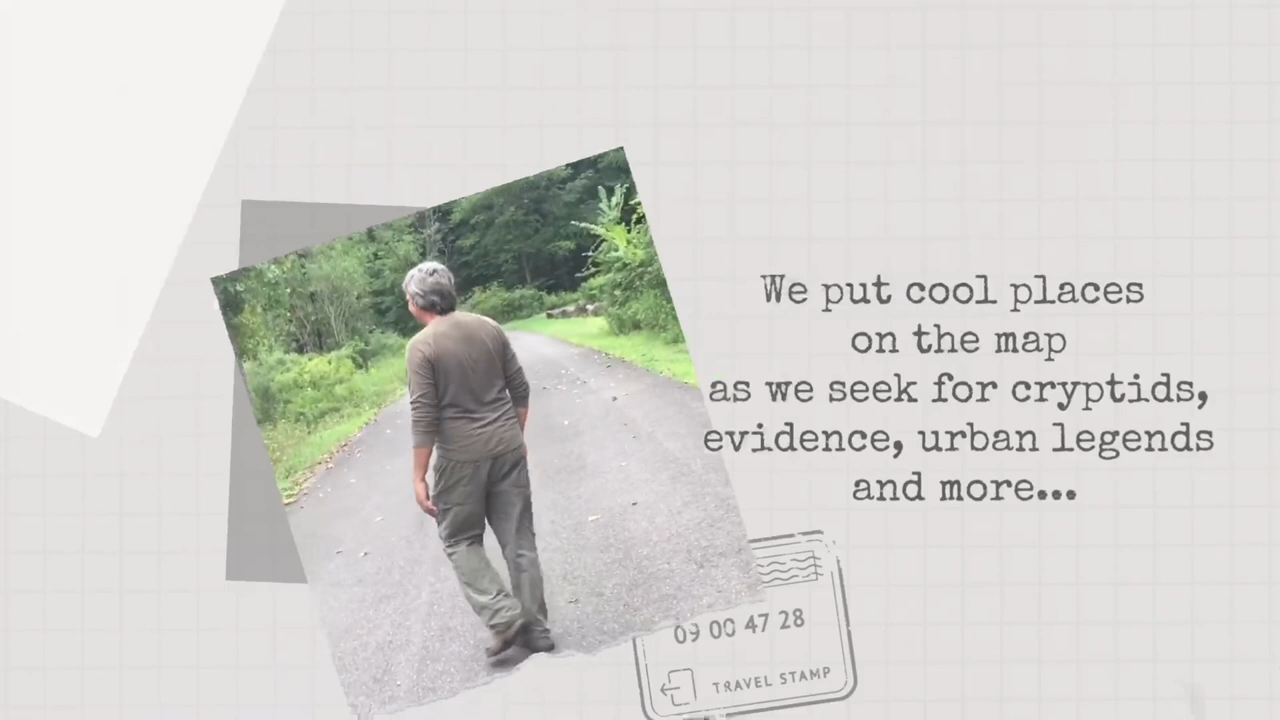 We put cool places
on the map
as we seek for cryptids,
evidence, urban legends
and more...
09 00 47 28
TRAVEL STAMP